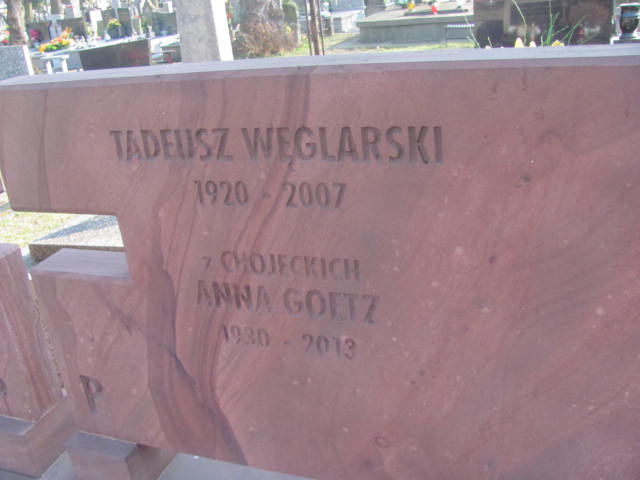 TADEUSZ WĘGLARSKI
1920 - 2007
z CHOJECKICH
ANNA GOETZ
1930 - 2013
P